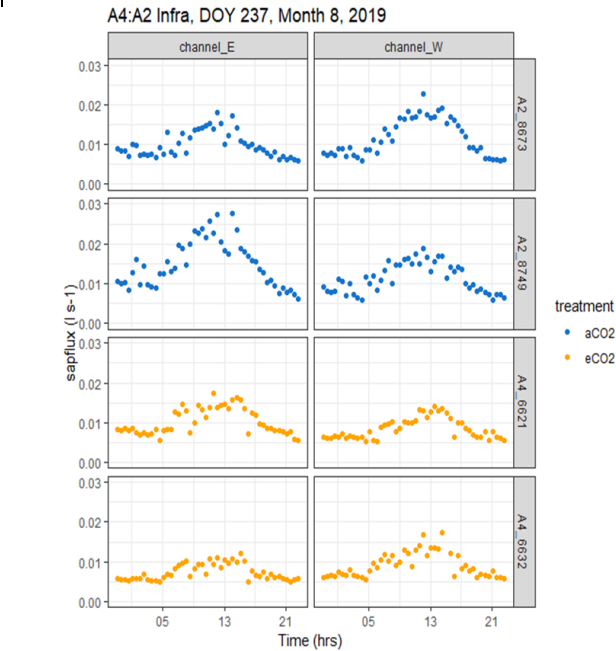 A4:A2 Infra, DOY 237, Month 8, 2019
channel_E channel_W
0.03
0.02
0.01
0.00
A2_8673
0.03
0.02
0.01
0.00
A2_8749
0.03
0.02
0.01
0.00
A4_6621
0.03
0.02
0.01
0.00
A4_6632
sapflux (l s-1)
05 13 21 05 13 21
Time (hrs)
treatment
aCO2
eCO2